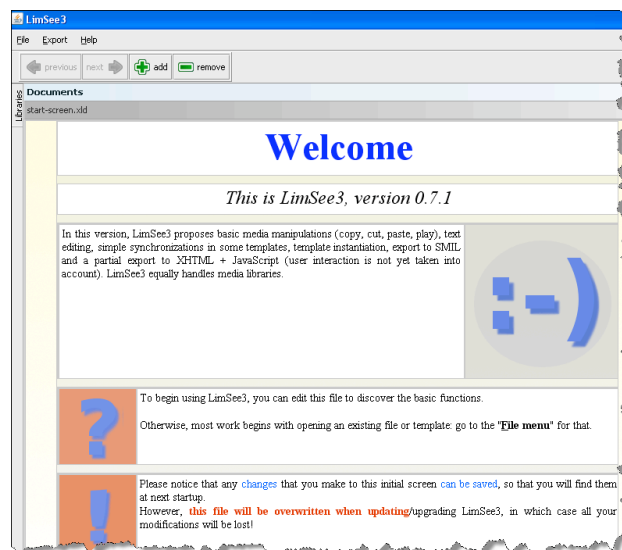 LimSee3
File Export Help
previous next add remove
Libraries
Documents
start-screen.xld
Welcome
This is LimSee3, version 0.7.1
In this version, LimSee3 proposes basic media manipulations (copy, cut, paste, play), text
editing, simple synchronizations in some templates, template instantiation, export to SMIL
and a partial export to XHTML + JavaScript (user interaction is not yet taken into
account). LimSee3 equally handles media libraries.
:-)
?
To begin using LimSee3, you can edit this file to discover the basic functions.
Otherwise, most work begins with opening an existing file or template: go to the "File menu" for that.
!
Please notice that any changes that you make to this initial screen can be saved, so that you will find them
at next startup.
However, this file will be overwritten when updating/upgrading LimSee3, in which case all your
modifications will be lost!